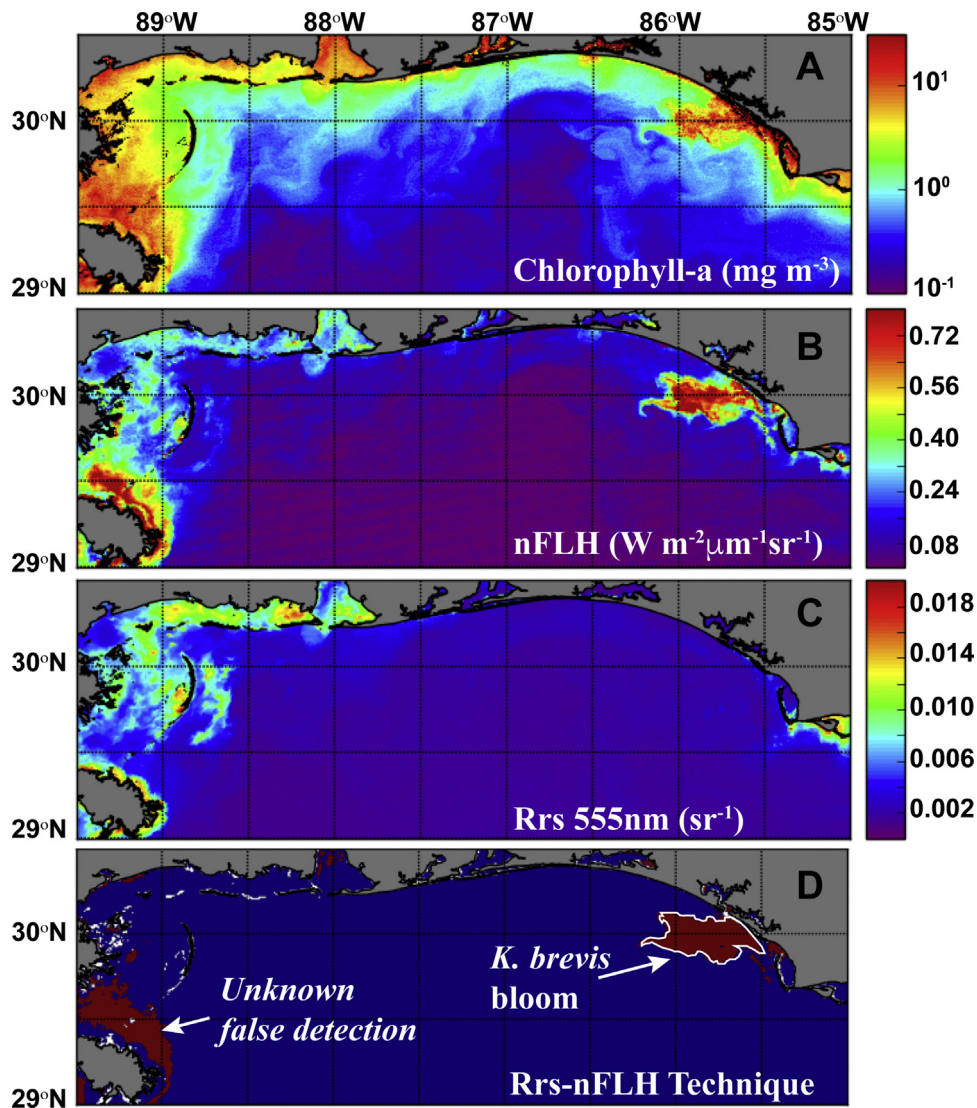 89°W 88°W 87°W 86°W 85°W
A
10¹
30°N
10⁰
Chlorophyll-a (mg m⁻³)
29°N
10⁻¹
B
0.72
30°N
0.56
0.40
0.24
nFLH (W m⁻²μm⁻¹sr⁻¹)
0.08
29°N
C
0.018
30°N
0.014
0.010
0.006
Rrs 555nm (sr⁻¹)
0.002
29°N
D
30°N
K. brevis
bloom
Unknown
false detection
Rrs-nFLH Technique
29°N